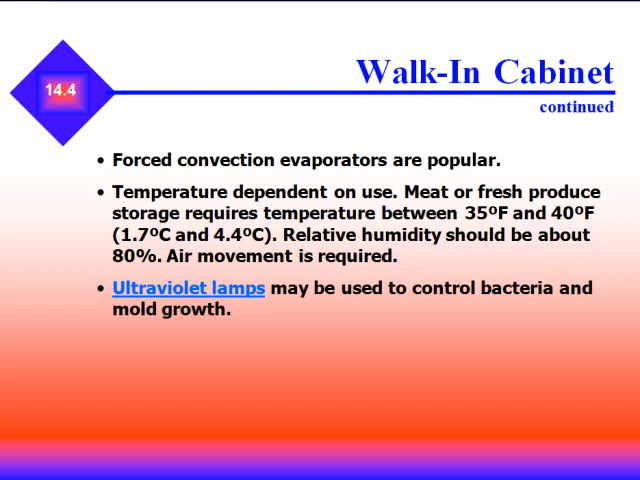 Walk-In Cabinet
14.4
continued
• Forced convection evaporators are popular.
• Temperature dependent on use. Meat or fresh produce
storage requires temperature between 35ºF and 40ºF
(1.7ºC and 4.4ºC). Relative humidity should be about
80%. Air movement is required.
• Ultraviolet lamps may be used to control bacteria and
mold growth.